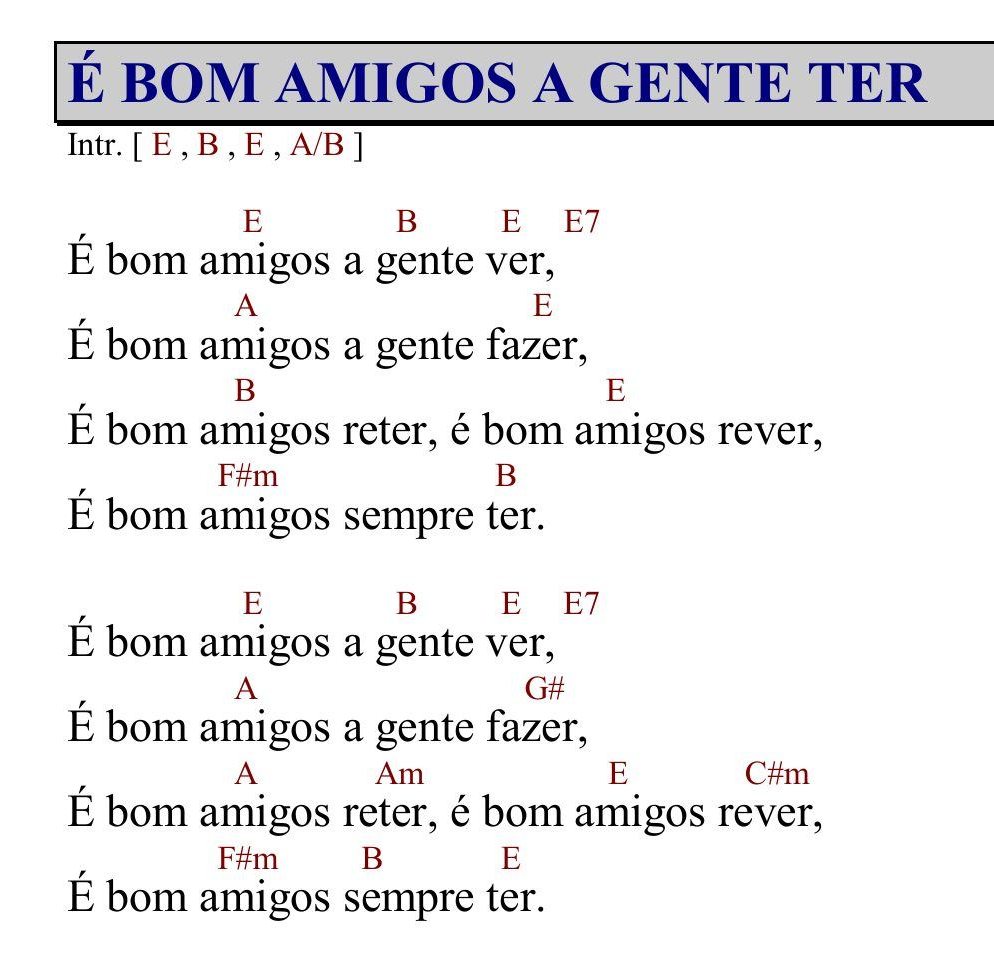 É BOM AMIGOS A GENTE TER
Intr. [ E , B , E , A/B ]
E B E E7
É bom amigos a gente ver,
A E
É bom amigos a gente fazer,
B E
É bom amigos reter, é bom amigos rever,
F#m B
É bom amigos sempre ter.
E B E E7
É bom amigos a gente ver,
A G#
É bom amigos a gente fazer,
A Am E C#m
É bom amigos reter, é bom amigos rever,
F#m B E
É bom amigos sempre ter.